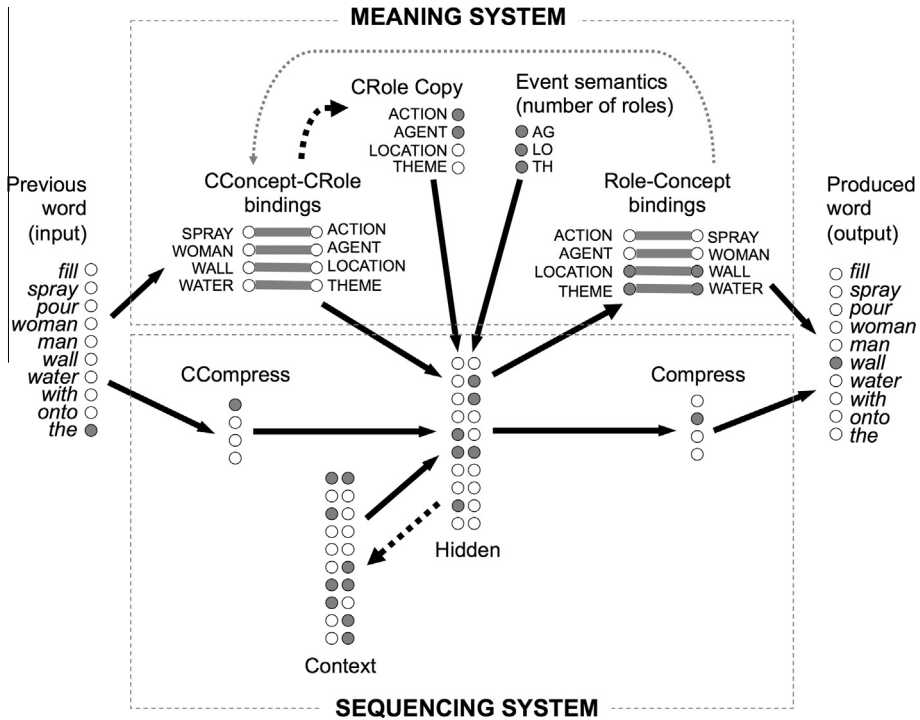 MEANING SYSTEM
CRole Copy
ACTION
AGENT
LOCATION
THEME
Event semantics
(number of roles)
AG
LO
TH
Previous
word
(input)
fill
spray
pour
woman
man
wall
water
with
onto
the
CConcept-CRole
bindings
SPRAY ACTION
WOMAN AGENT
WALL LOCATION
WATER THEME
Role-Concept
bindings
ACTION SPRAY
AGENT WOMAN
LOCATION WALL
THEME WATER
Produced
word
(output)
fill
spray
pour
woman
man
wall
water
with
onto
the
CCompress
Compress
Hidden
Context
SEQUENCING SYSTEM